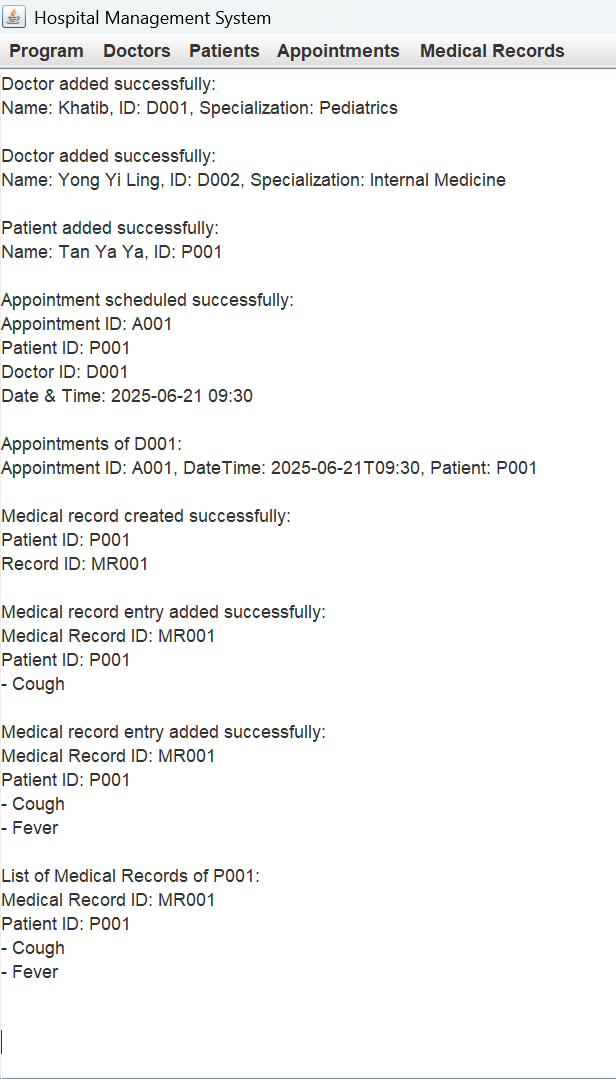 Hospital Management System
Program Doctors Patients Appointments Medical Records
Doctor added successfully:
Name: Khatib, ID: D001, Specialization: Pediatrics
Doctor added successfully:
Name: Yong Yi Ling, ID: D002, Specialization: Internal Medicine
Patient added successfully:
Name: Tan Ya Ya, ID: P001
Appointment scheduled successfully:
Appointment ID: A001
Patient ID: P001
Doctor ID: D001
Date & Time: 2025-06-21 09:30
Appointments of D001:
Appointment ID: A001, DateTime: 2025-06-21T09:30, Patient: P001
Medical record created successfully:
Patient ID: P001
Record ID: MR001
Medical record entry added successfully:
Medical Record ID: MR001
Patient ID: P001
- Cough
Medical record entry added successfully:
Medical Record ID: MR001
Patient ID: P001
- Cough
- Fever
List of Medical Records of P001:
Medical Record ID: MR001
Patient ID: P001
- Cough
- Fever